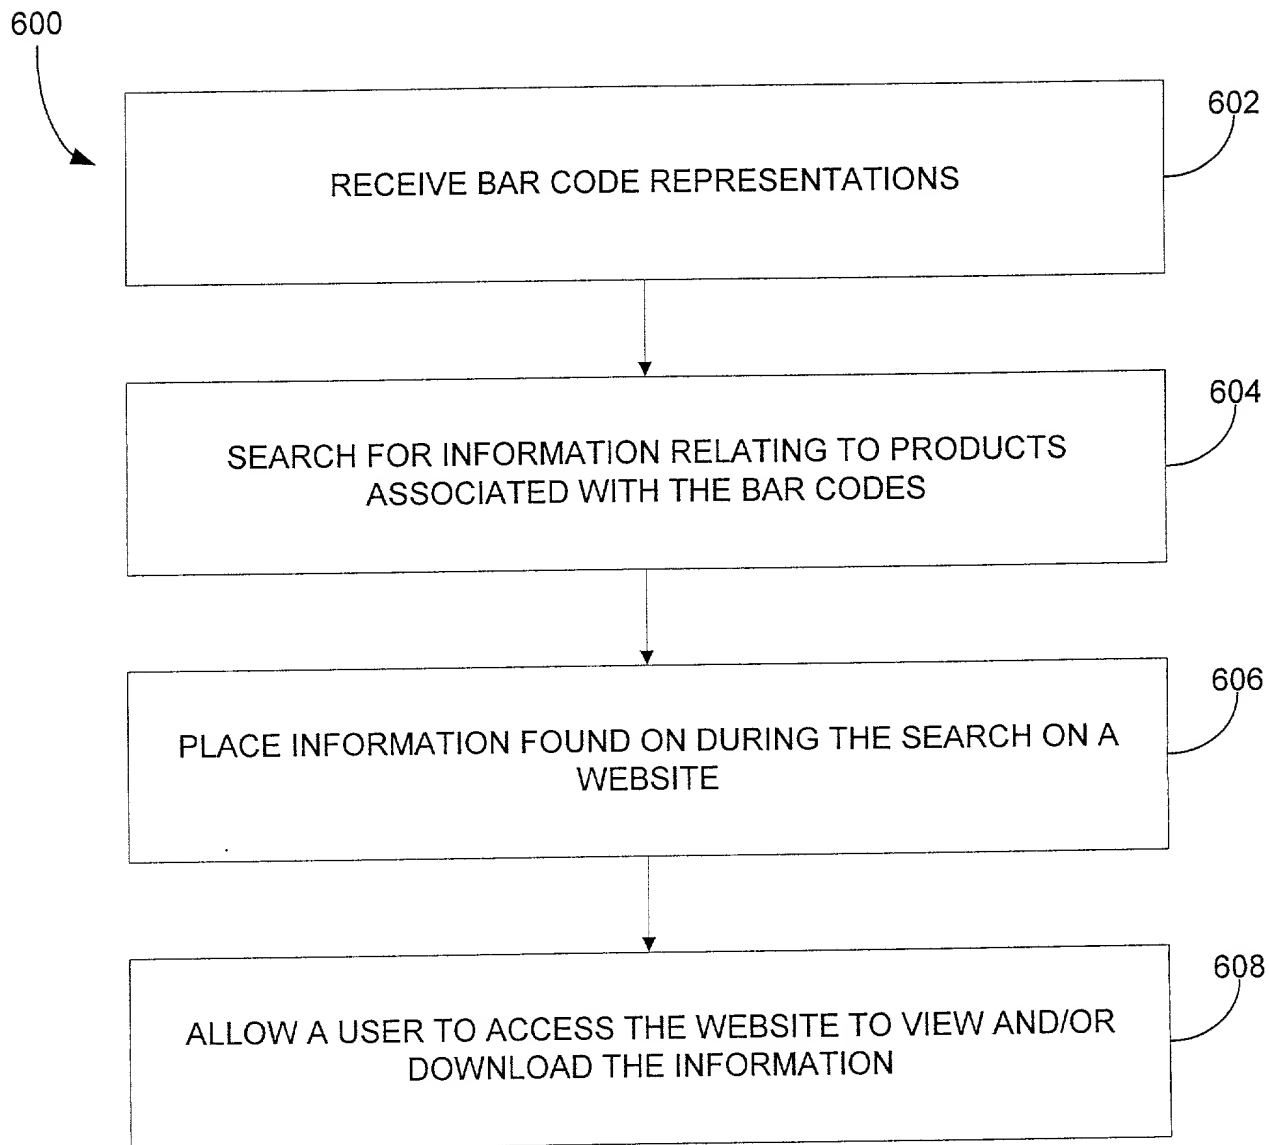 600
602
RECEIVE BAR CODE REPRESENTATIONS
604
SEARCH FOR INFORMATION RELATING TO PRODUCTS
ASSOCIATED WITH THE BAR CODES
606
PLACE INFORMATION FOUND ON DURING THE SEARCH ON A
WEBSITE
608
ALLOW A USER TO ACCESS THE WEBSITE TO VIEW AND/OR
DOWNLOAD THE INFORMATION